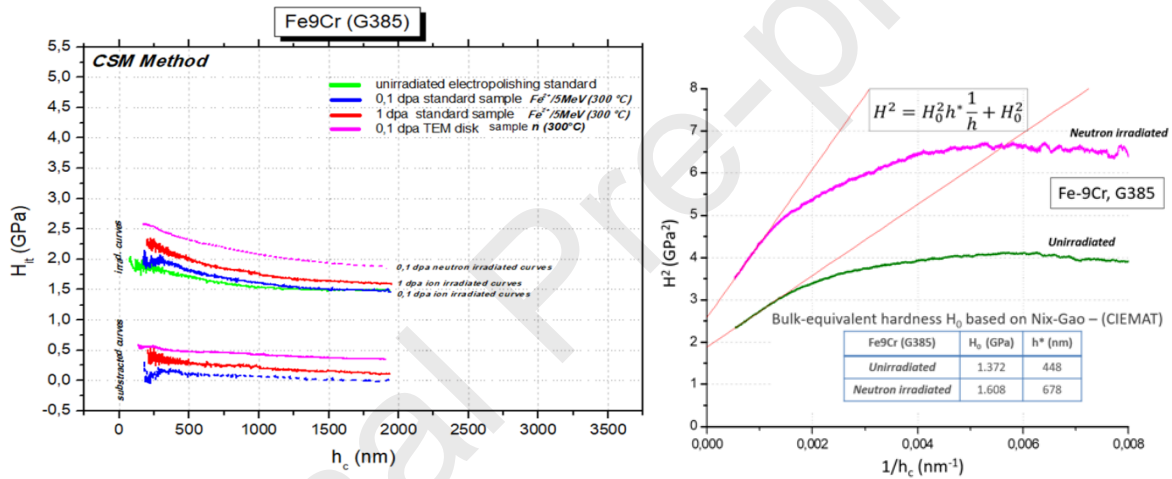 Fe9Cr (G385)
CSM Method
unirradiated electropolishing standard
0,1 dpa standard sample Fe²⁺/5MeV (300 °C)
1 dpa standard sample Fe²⁺/5MeV (300 °C)
0,1 dpa TEM disk sample n (300°C)
5,5
5,0
4,5
4,0
3,5
3,0
2,5
2,0
1,5
1,0
0,5
0,0
-0,5
H_it (GPa)
irrad. curves
substracted curves
0,1 dpa neutron irradiated curves
1 dpa ion irradiated curves
0,1 dpa ion irradiated curves
0 500 1000 1500 2000 2500 3000 3500
h_c (nm)
8
7
6
5
4
3
2
1
0
H² (GPa²)
H² = H₀²h* 1/h + H₀²
Neutron irradiated
Fe-9Cr, G385
Unirradiated
Bulk-equivalent hardness H₀ based on Nix-Gao – (CIEMAT)
Fe9Cr (G385) H₀ (GPa) h* (nm)
Unirradiated 1.372 448
Neutron irradiated 1.608 678
0,000 0,002 0,004 0,006 0,008
1/h_c (nm⁻¹)
al Pre-p